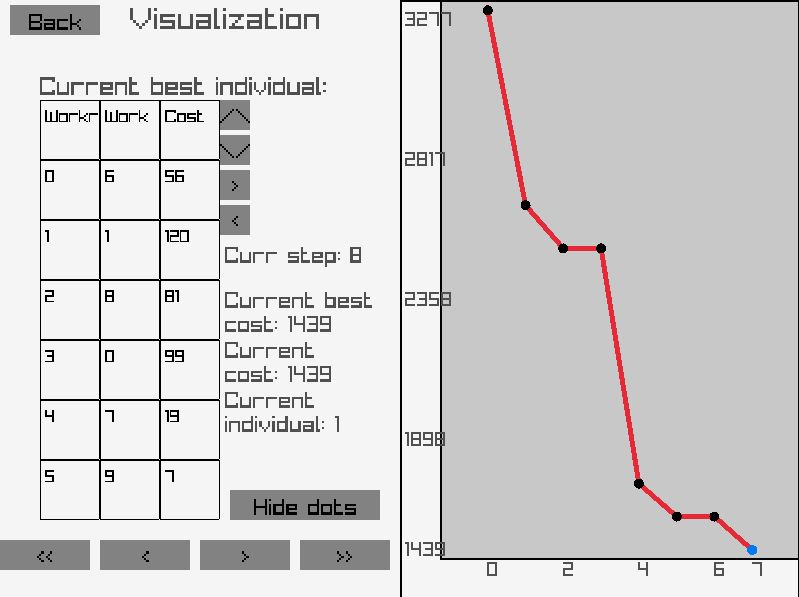 Back
Visualization
Current best individual:
Workr Work Cost
0 6 56
1 1 120
2 8 81
3 0 99
4 7 19
5 9 7
^
v
>
<
Curr step: 8
Current best
cost: 1439
Current
cost: 1439
Current
individual: 1
Hide dots
<< < > >>
3277
2817
2358
1898
1439
0 2 4 6 7